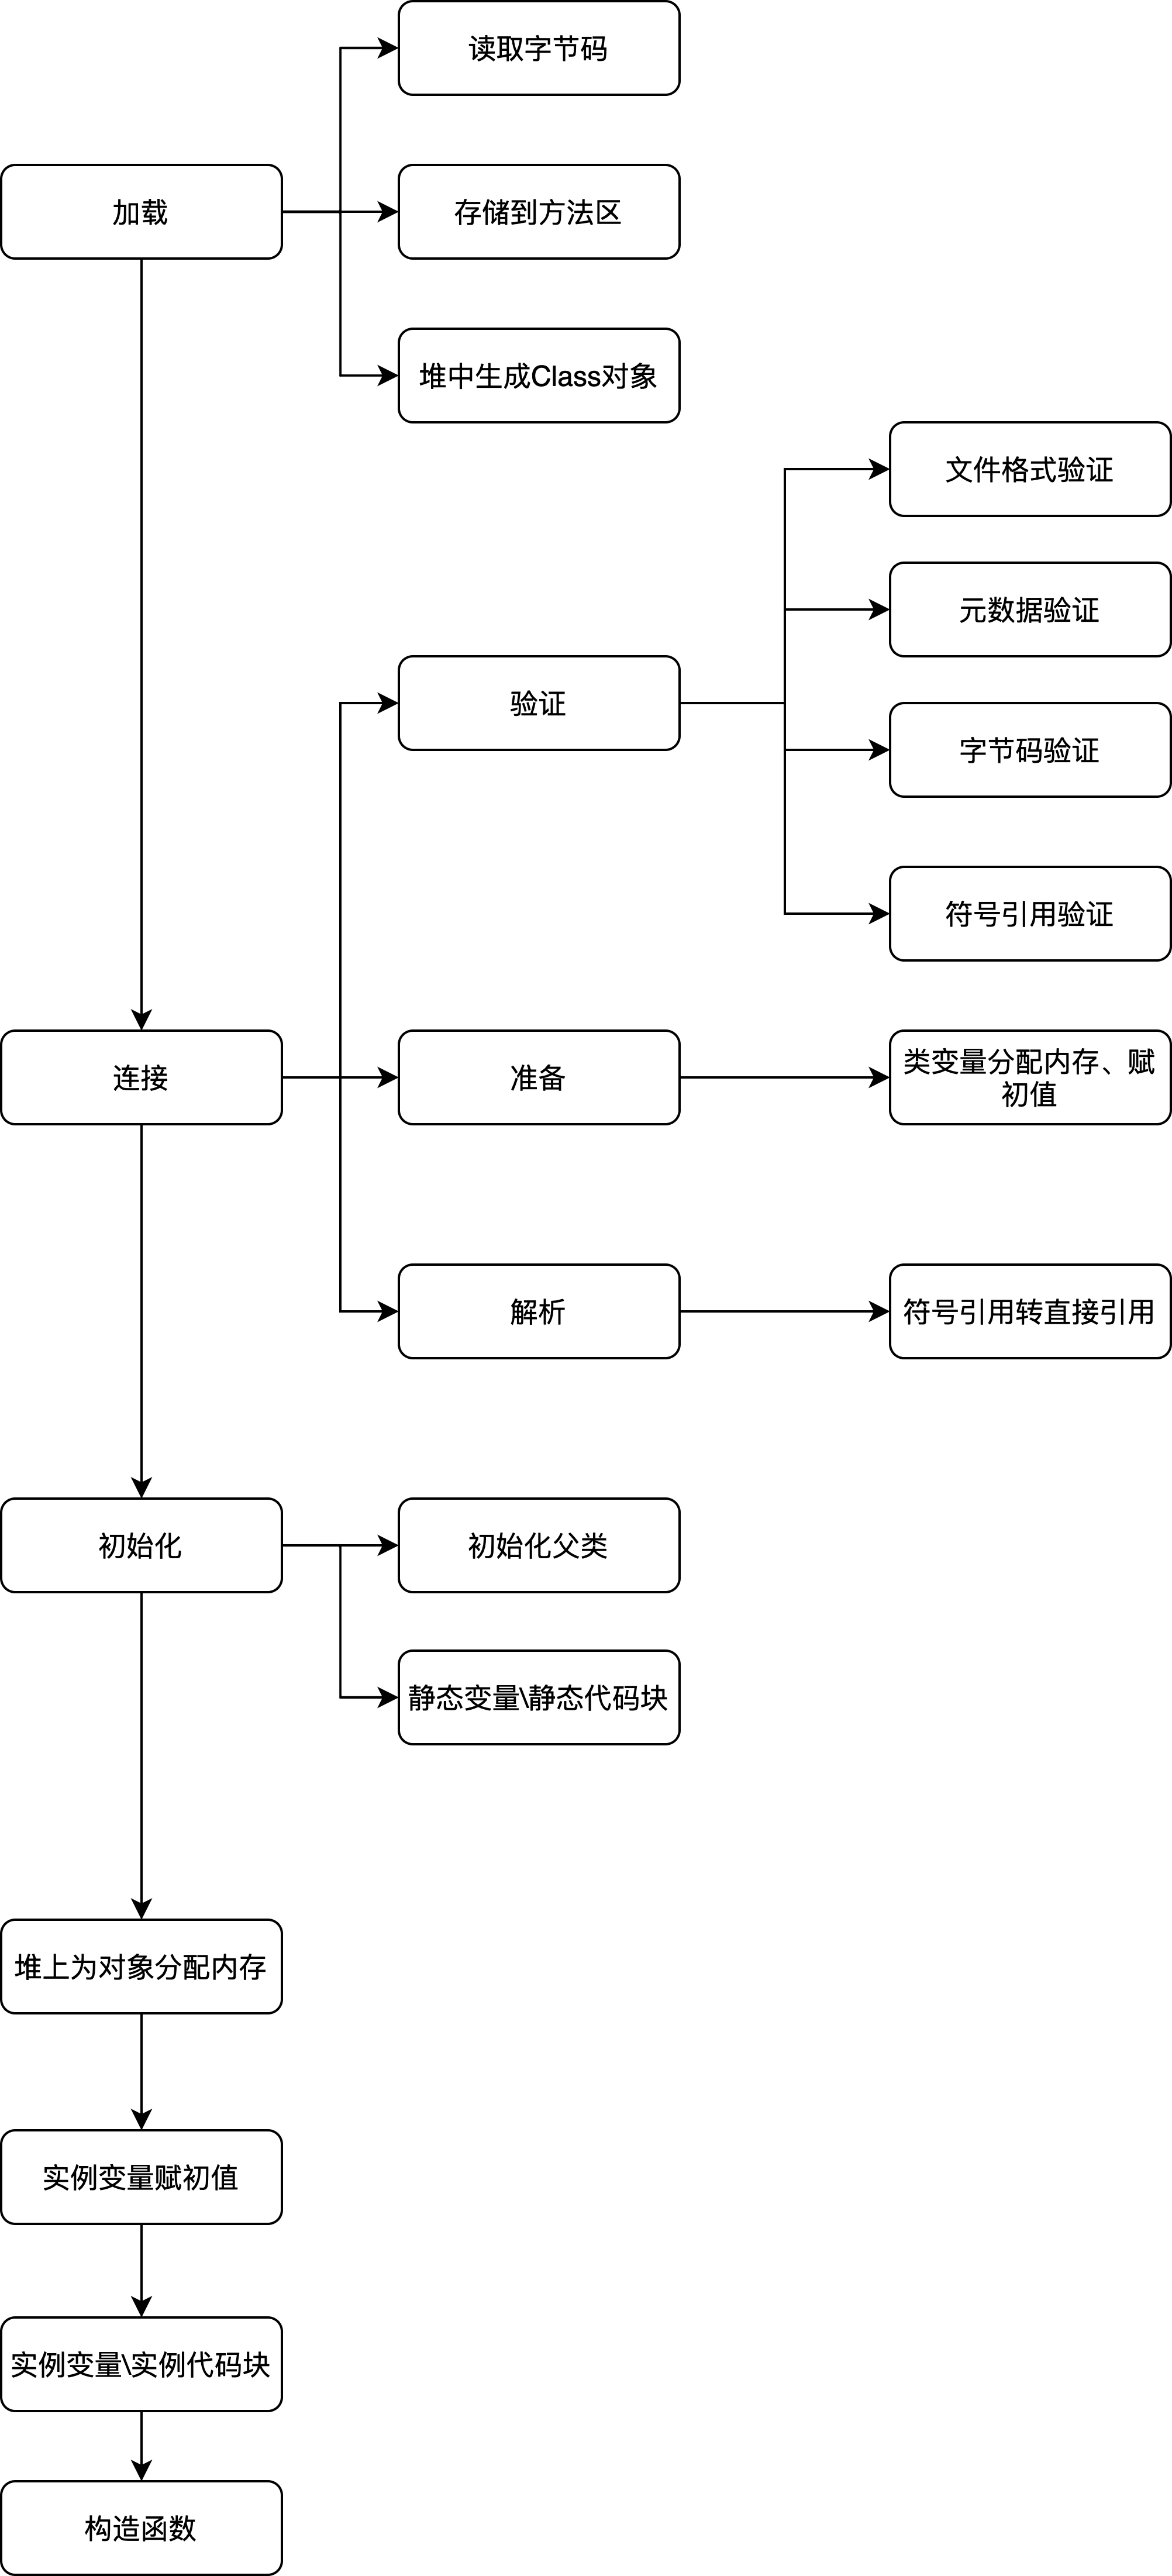 读取字节码
加载
存储到方法区
堆中生成Class对象
文件格式验证
元数据验证
验证
字节码验证
符号引用验证
连接
准备
类变量分配内存、赋
初值
解析
符号引用转直接引用
初始化
初始化父类
静态变量\静态代码块
堆上为对象分配内存
实例变量赋初值
实例变量\实例代码块
构造函数